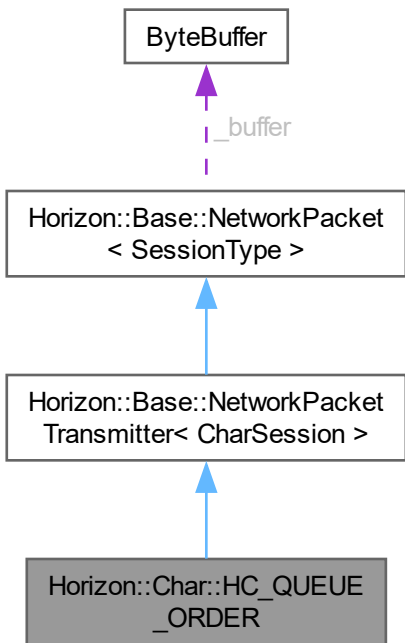 ByteBuffer
_buffer
Horizon::Base::NetworkPacket
< SessionType >
Horizon::Base::NetworkPacket
Transmitter< CharSession >
Horizon::Char::HC_QUEUE
_ORDER